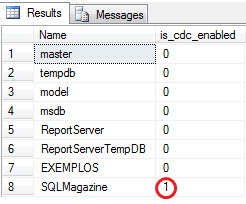 Results Messages
Name is_cdc_enabled
1 master 0
2 tempdb 0
3 model 0
4 msdb 0
5 ReportServer 0
6 ReportServerTempDB 0
7 EXEMPLOS 0
8 SQLMagazine 1